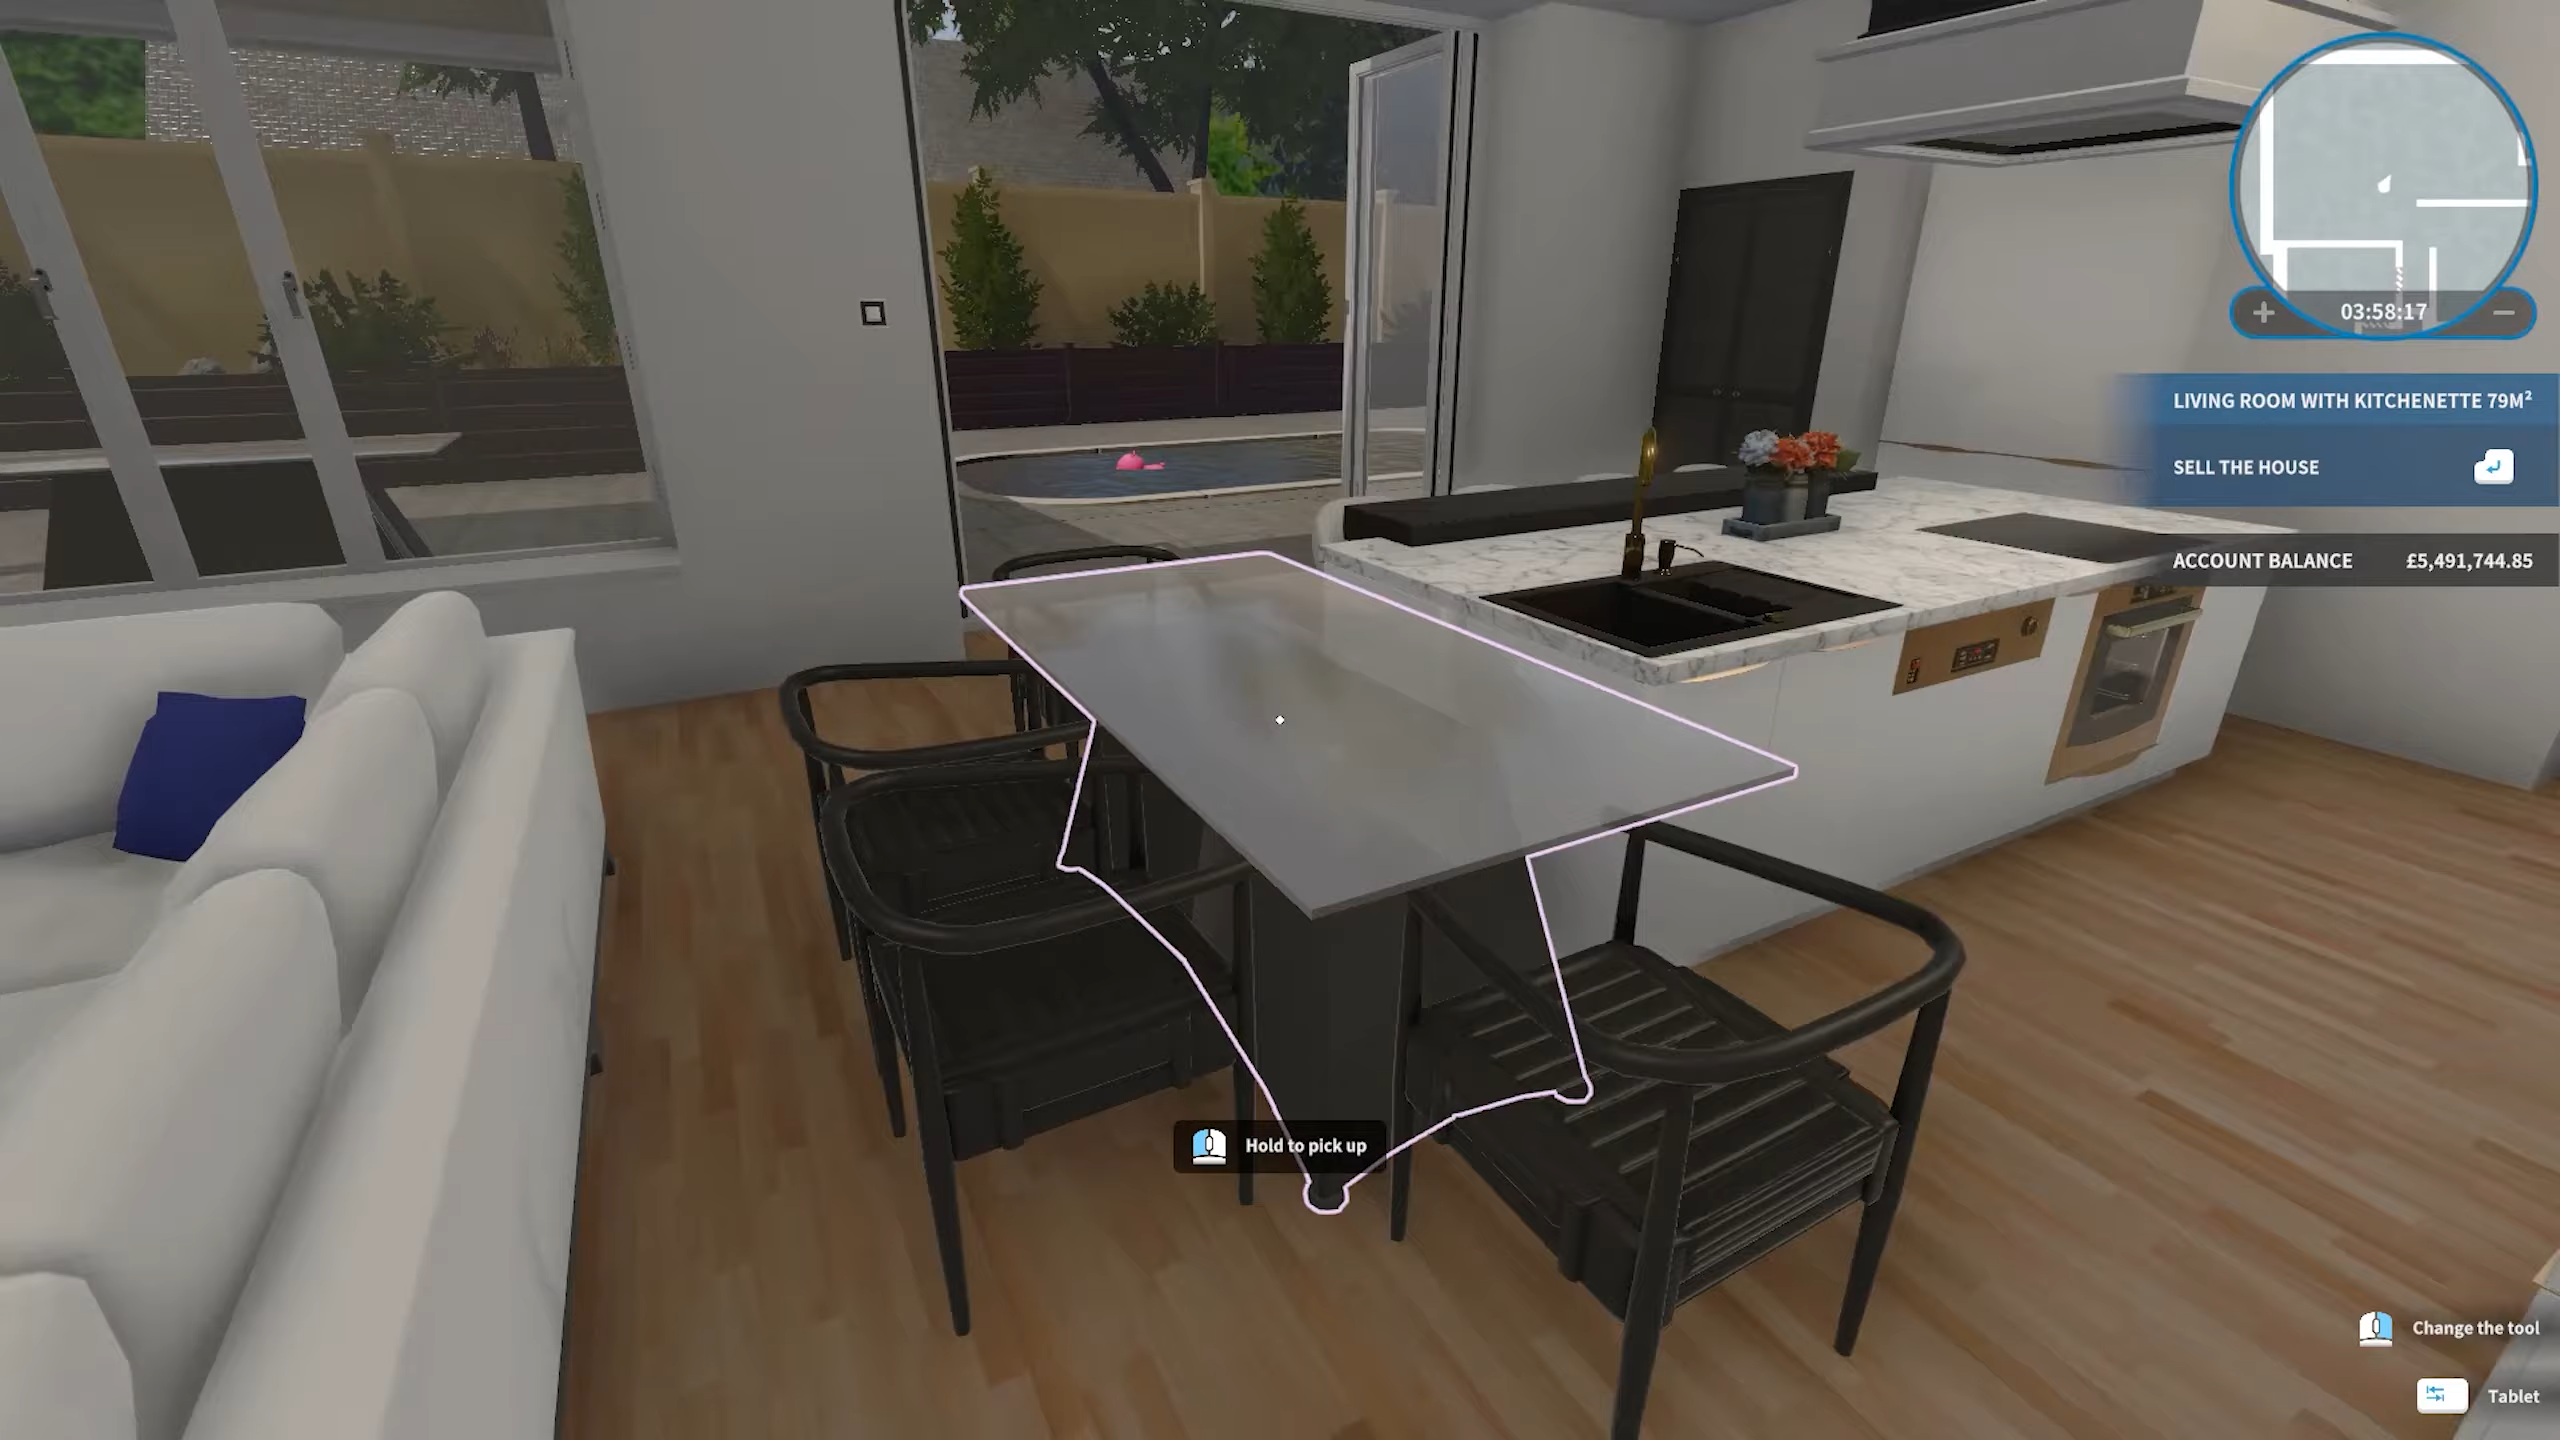 03:58:17
LIVING ROOM WITH KITCHENETTE 79M²
SELL THE HOUSE
ACCOUNT BALANCE £5,491,744.85
Hold to pick up
Change the tool
Tablet